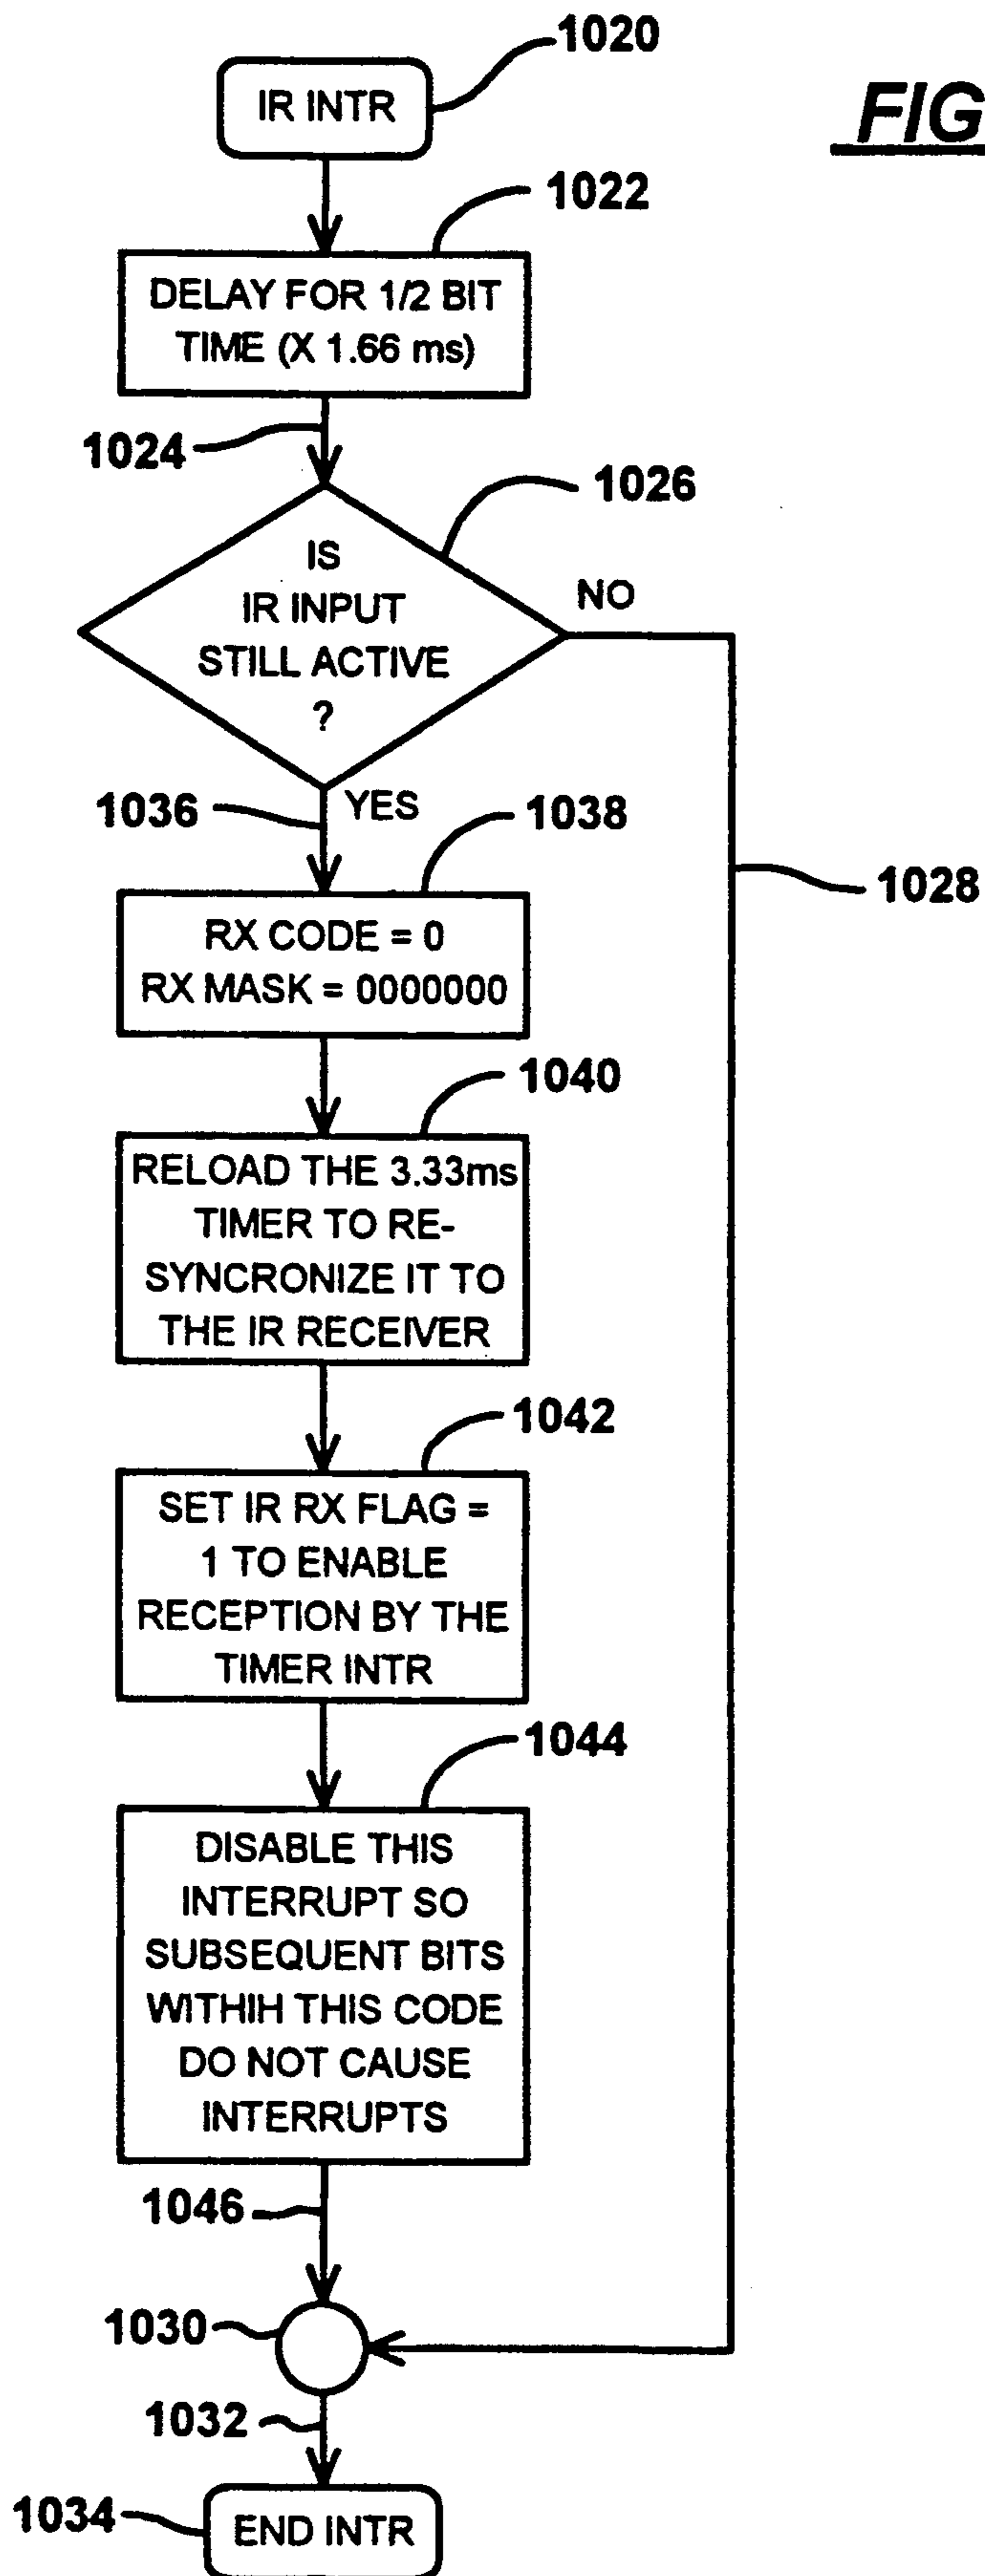 1020
IR INTR
FIG
1022
DELAY FOR 1/2 BIT
TIME (X 1.66 ms)
1024
1026
IS
IR INPUT
STILL ACTIVE
?
NO
1036
YES
1038
1028
RX CODE = 0
RX MASK = 0000000
1040
RELOAD THE 3.33ms
TIMER TO RE-
SYNCRONIZE IT TO
THE IR RECEIVER
1042
SET IR RX FLAG =
1 TO ENABLE
RECEPTION BY THE
TIMER INTR
1044
DISABLE THIS
INTERRUPT SO
SUBSEQUENT BITS
WITHIH THIS CODE
DO NOT CAUSE
INTERRUPTS
1046
1030
1032
1034
END INTR